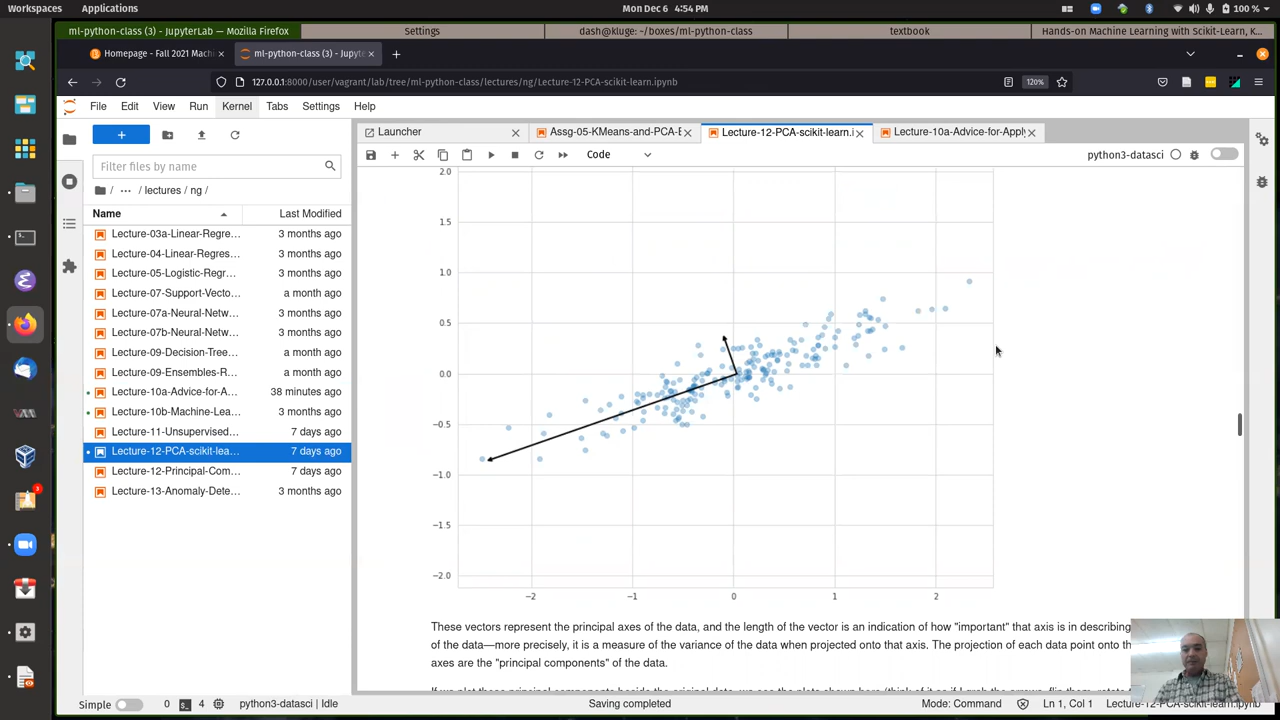 Workspaces Applications Mon Dec 6 4:54 PM 100 %
ml-python-class (3) - JupyterLab — Mozilla Firefox Settings dash@kluge: ~/boxes/ml-python-class textbook Hands-on Machine Learning with Scikit-Learn, K...
Homepage - Fall 2021 Machi ml-python-class (3) - Jupyte
127.0.0.1:8000/user/vagrant/lab/tree/ml-python-class/lectures/ng/Lecture-12-PCA-scikit-learn.ipynb 120%
File Edit View Run Kernel Tabs Settings Help
Launcher Assg-05-KMeans-and-PCA-E Lecture-12-PCA-scikit-learn.i Lecture-10a-Advice-for-Apply
Code python3-datasci
Filter files by name
/ ... / lectures / ng /
Name Last Modified
Lecture-03a-Linear-Regre... 3 months ago
Lecture-04-Linear-Regres... 3 months ago
Lecture-05-Logistic-Regr... 3 months ago
Lecture-07-Support-Vecto... a month ago
Lecture-07a-Neural-Netw... 3 months ago
Lecture-07b-Neural-Netw... 3 months ago
Lecture-09-Decision-Tree... a month ago
Lecture-09-Ensembles-R... a month ago
Lecture-10a-Advice-for-A... 38 minutes ago
Lecture-10b-Machine-Lea... 3 months ago
Lecture-11-Unsupervised... 7 days ago
Lecture-12-PCA-scikit-lea... 7 days ago
Lecture-12-Principal-Com... 7 days ago
Lecture-13-Anomaly-Dete... 3 months ago
3
2.0
1.5
1.0
0.5
0.0
−0.5
−1.0
−1.5
−2.0
−2 −1 0 1 2
These vectors represent the principal axes of the data, and the length of the vector is an indication of how "important" that axis is in describing
of the data—more precisely, it is a measure of the variance of the data when projected onto that axis. The projection of each data point onto th
axes are the "principal components" of the data.
Simple 0 4 python3-datasci | Idle Saving completed Mode: Command Ln 1, Col 1 Lecture-12-PCA-scikit-learn.ipynb